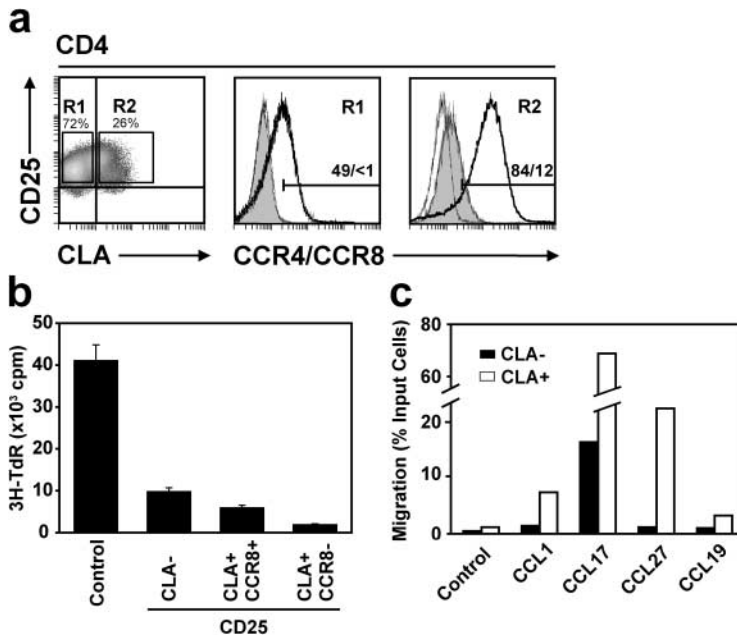 a
CD4
R1
72%
R2
26%
R1
49/<1
R2
84/12
CD25
CLA
CCR4/CCR8
b
3H-TdR (x10³ cpm)
50
40
30
20
10
0
Control
CLA-
CLA+
CCR8+
CLA+
CCR8-
CD25
c
Migration (% Input Cells)
80
60
20
10
0
CLA-
CLA+
Control
CCL1
CCL17
CCL27
CCL19